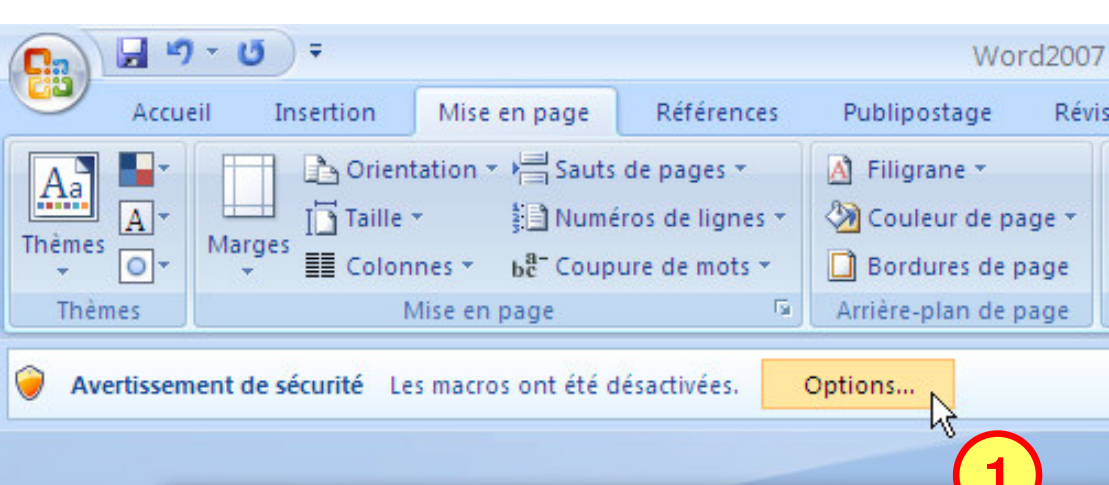 Word2007
Accueil Insertion Mise en page Références Publipostage Révis
Aa Orientation Sauts de pages Filigrane
A Taille Numéros de lignes Couleur de page
Thèmes Marges Colonnes Coupure de mots Bordures de page
Thèmes Mise en page Arrière-plan de page
Avertissement de sécurité Les macros ont été désactivées. Options...
1